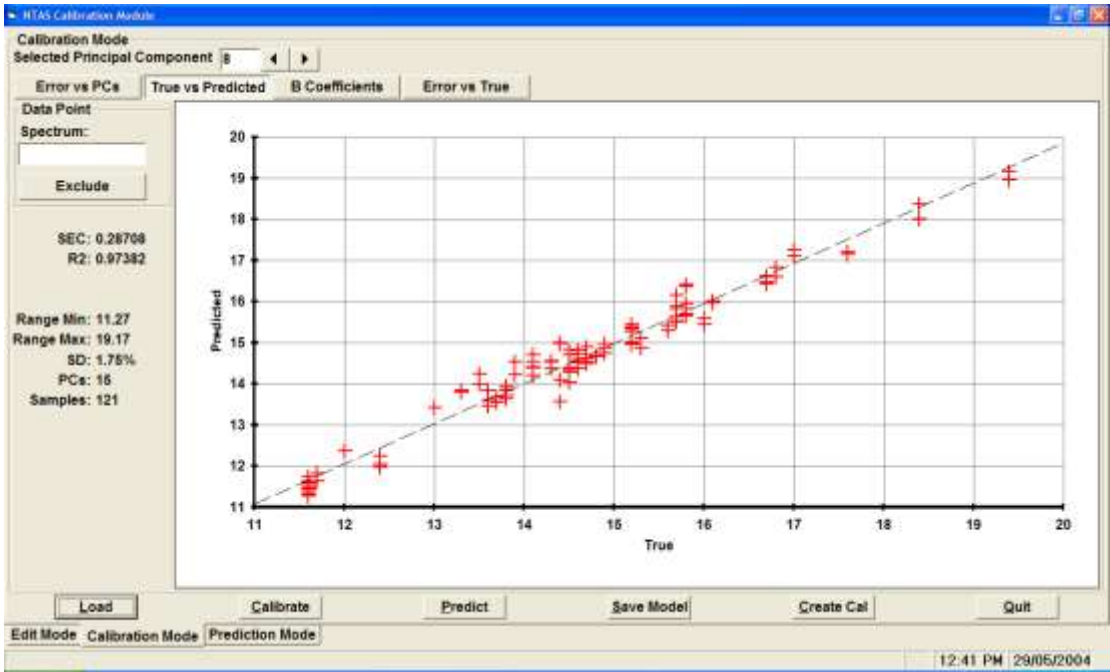 NTAS Calibration Module
Calibration Mode
Selected Principal Component 8
Error vs PCs True vs Predicted B Coefficients Error vs True
Data Point
Spectrum:
Exclude
SEC: 0.28708
R2: 0.97382
Range Min: 11.27
Range Max: 19.17
SD: 1.75%
PCs: 15
Samples: 121
20
19
18
17
16
15
14
13
12
11
Predicted
11 12 13 14 15 16 17 18 19 20
True
Load Calibrate Predict Save Model Create Cal Quit
Edit Mode Calibration Mode Prediction Mode
12:41 PM 29/05/2004